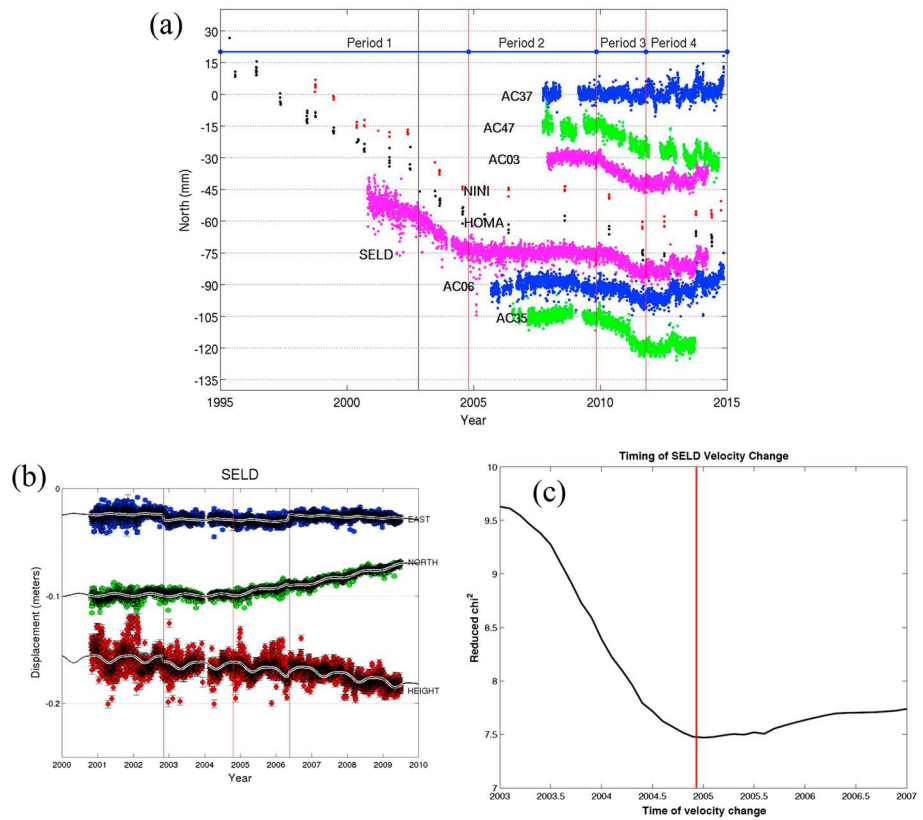 (a)
30
15
0
-15
-30
-45
-60
-75
-90
-105
-120
-135
North (mm)
Period 1
Period 2
Period 3
Period 4
AC37
AC47
AC03
NINI
HOMA
SELD
AC06
AC35
1995
2000
2005
2010
2015
Year
(b)
SELD
0
-0.1
-0.2
Displacement (meters)
EAST
NORTH
HEIGHT
2000
2001
2002
2003
2004
2005
2006
2007
2008
2009
2010
Year
Timing of SELD Velocity Change
(c)
10
9.5
9
8.5
8
7.5
7
Reduced chi²
2003
2003.5
2004
2004.5
2005
2005.5
2006
2006.5
2007
Time of velocity change